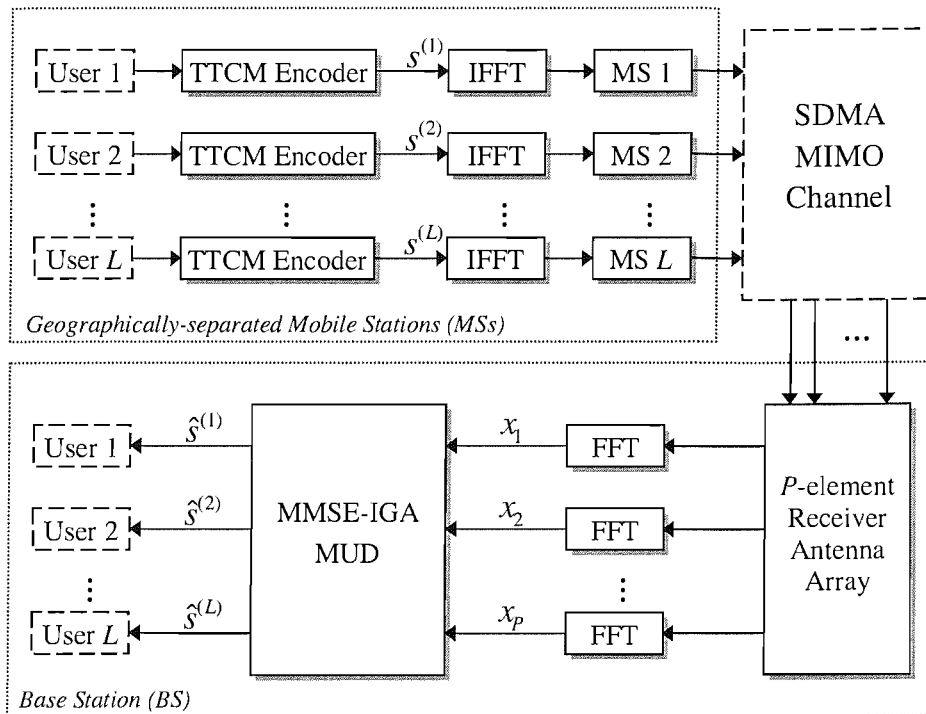 User 1 TTCM Encoder s^(1) IFFT MS 1
User 2 TTCM Encoder s^(2) IFFT MS 2
⋮ ⋮ ⋮ ⋮
User L TTCM Encoder s^(L) IFFT MS L
SDMA
MIMO
Channel
Geographically-separated Mobile Stations (MSs)
...
User 1 ŝ^(1) x_1 FFT
User 2 ŝ^(2) x_2 FFT
⋮ ⋮
User L ŝ^(L) x_P FFT
MMSE-IGA
MUD
P-element
Receiver
Antenna
Array
Base Station (BS)